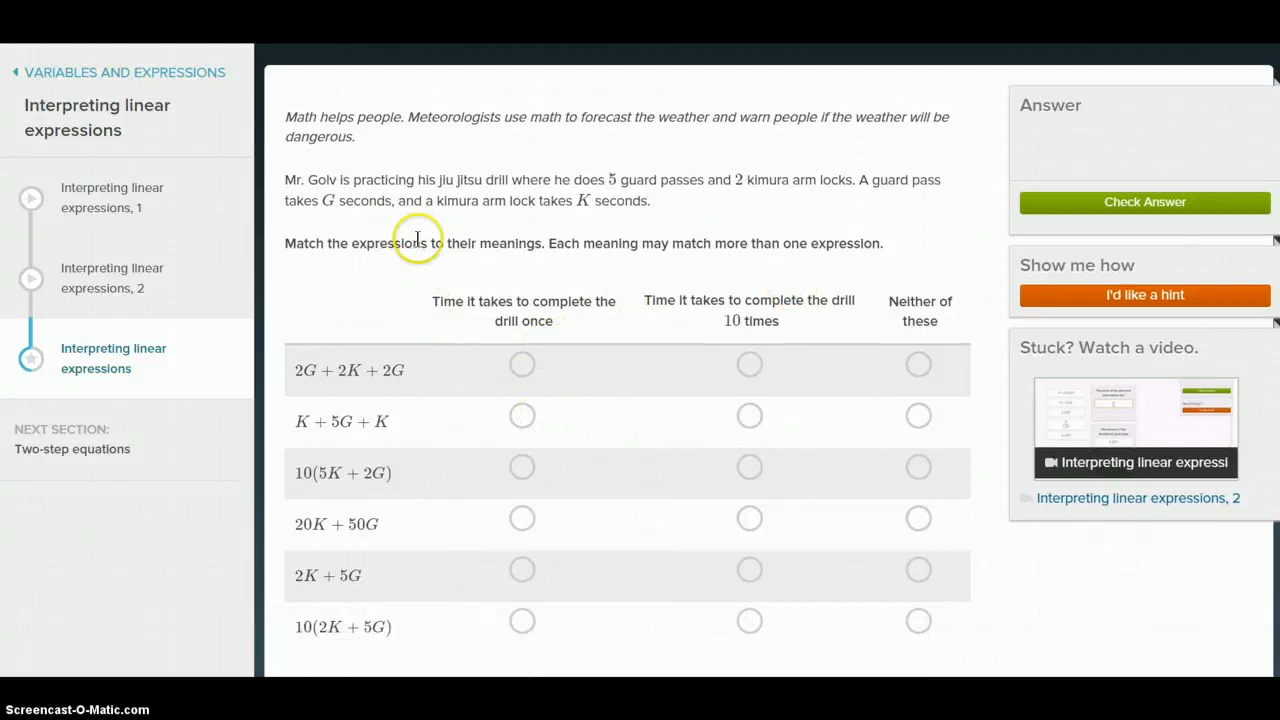 VARIABLES AND EXPRESSIONS
Interpreting linear
expressions
Interpreting linear
expressions, 1
Interpreting linear
expressions, 2
Interpreting linear
expressions
NEXT SECTION:
Two-step equations
Math helps people. Meteorologists use math to forecast the weather and warn people if the weather will be
dangerous.
Mr. Golv is practicing his jiu jitsu drill where he does 5 guard passes and 2 kimura arm locks. A guard pass
takes G seconds, and a kimura arm lock takes K seconds.
Match the expressions to their meanings. Each meaning may match more than one expression.
Time it takes to complete the
drill once
Time it takes to complete the drill
10 times
Neither of
these
2G + 2K + 2G
K + 5G + K
10(5K + 2G)
20K + 50G
2K + 5G
10(2K + 5G)
Answer
Check Answer
Show me how
I'd like a hint
Stuck? Watch a video.
Interpreting linear expressi
Interpreting linear expressions, 2
Screencast-O-Matic.com